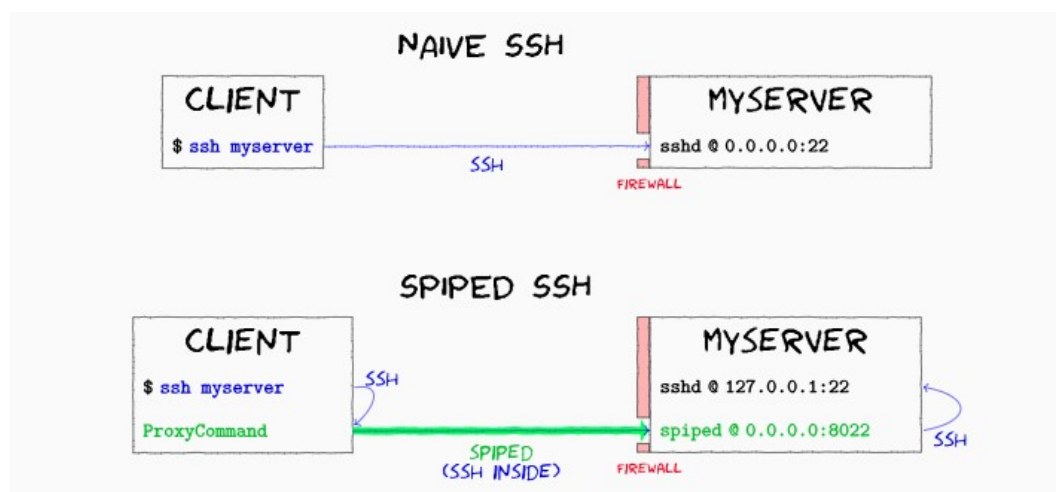 NAIVE SSH
CLIENT
$ ssh myserver
SSH
FIREWALL
MYSERVER
sshd @ 0.0.0.0:22
SPIPED SSH
CLIENT
$ ssh myserver
ProxyCommand
SSH
SPIPED
(SSH INSIDE)
FIREWALL
MYSERVER
sshd @ 127.0.0.1:22
spiped @ 0.0.0.0:8022
SSH